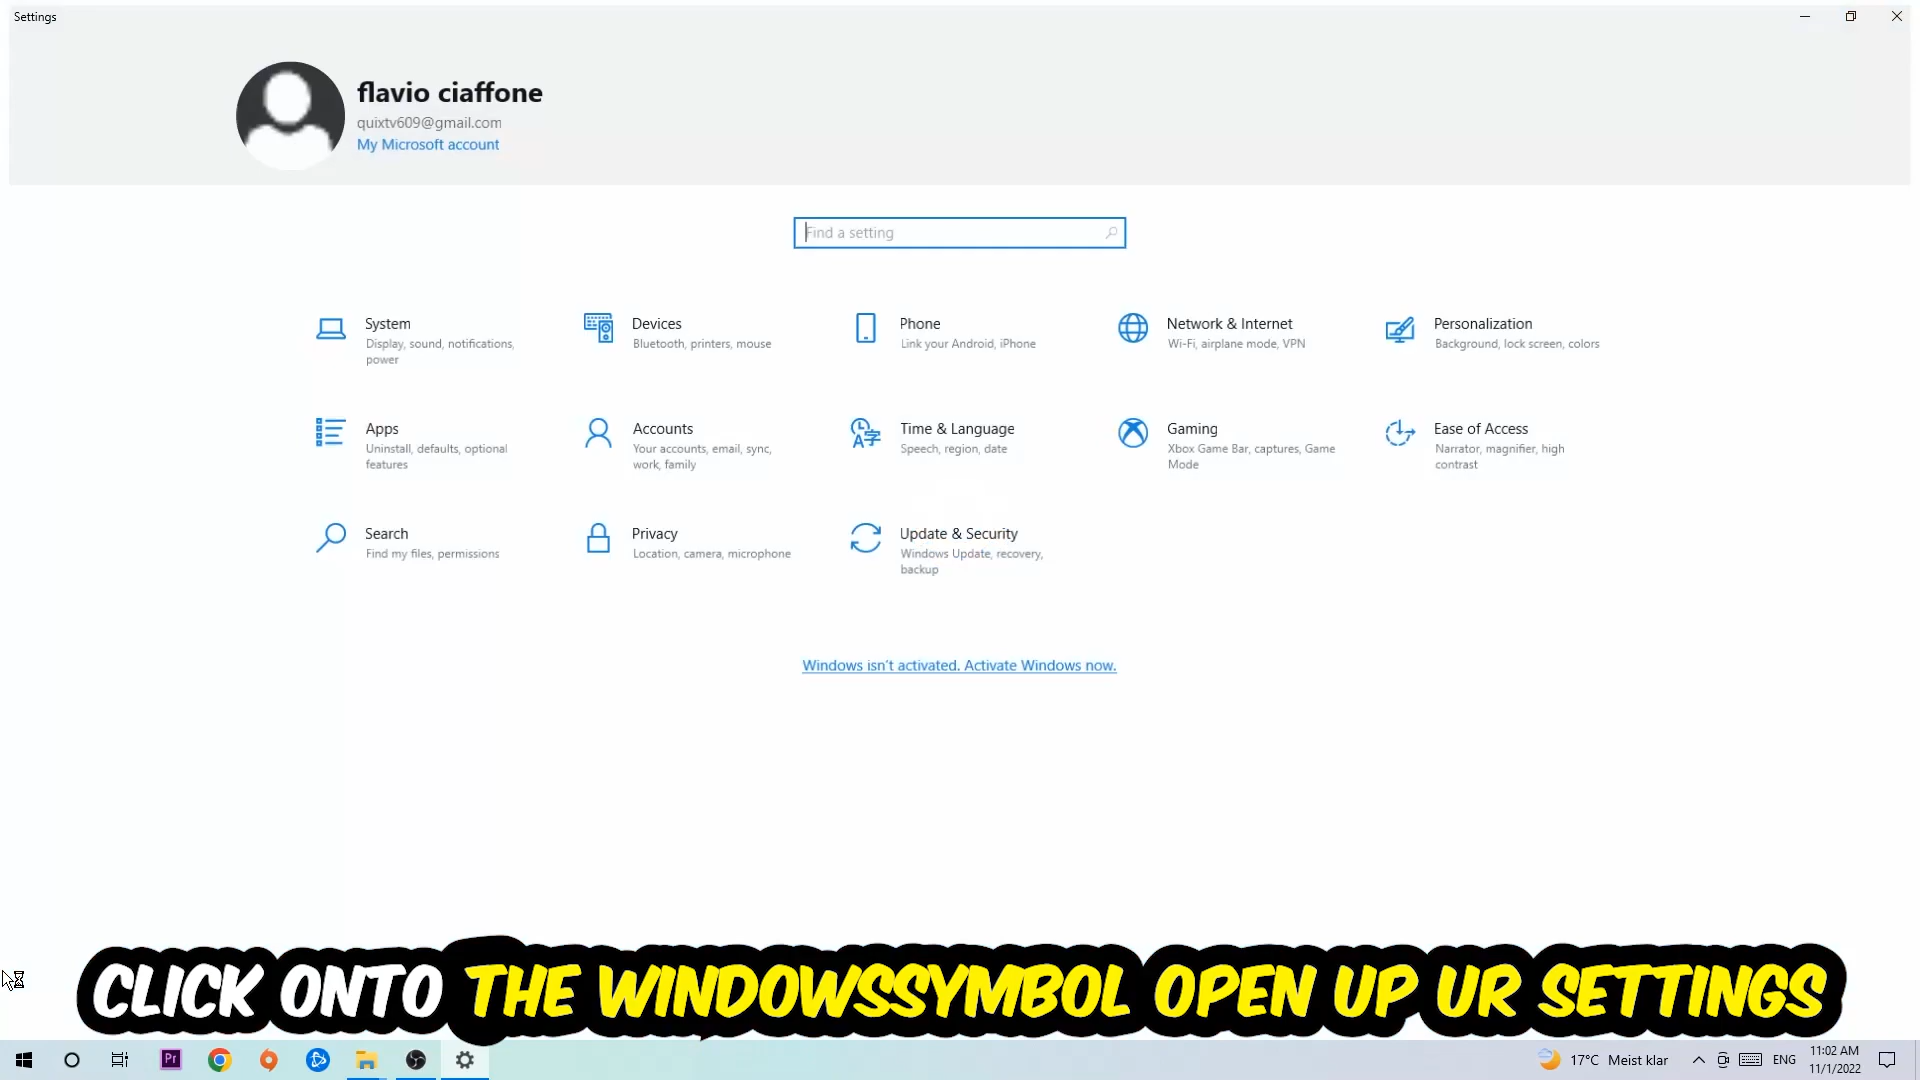 Settings
flavio ciaffone
quixtv609@gmail.com
My Microsoft account
Find a setting
System
Display, sound, notifications,
power
Devices
Bluetooth, printers, mouse
Phone
Link your Android, iPhone
Network & Internet
Wi-Fi, airplane mode, VPN
Personalization
Background, lock screen, colors
Apps
Uninstall, defaults, optional
features
Accounts
Your accounts, email, sync,
work, family
Time & Language
Speech, region, date
Gaming
Xbox Game Bar, captures, Game
Mode
Ease of Access
Narrator, magnifier, high
contrast
Search
Find my files, permissions
Privacy
Location, camera, microphone
Update & Security
Windows Update, recovery,
backup
Windows isn't activated. Activate Windows now.
CLICK ONTO THE WINDOWSSYMBOL OPEN UP UR SETTINGS
Pr
17°C Meist klar
ENG
11:02 AM
11/1/2022